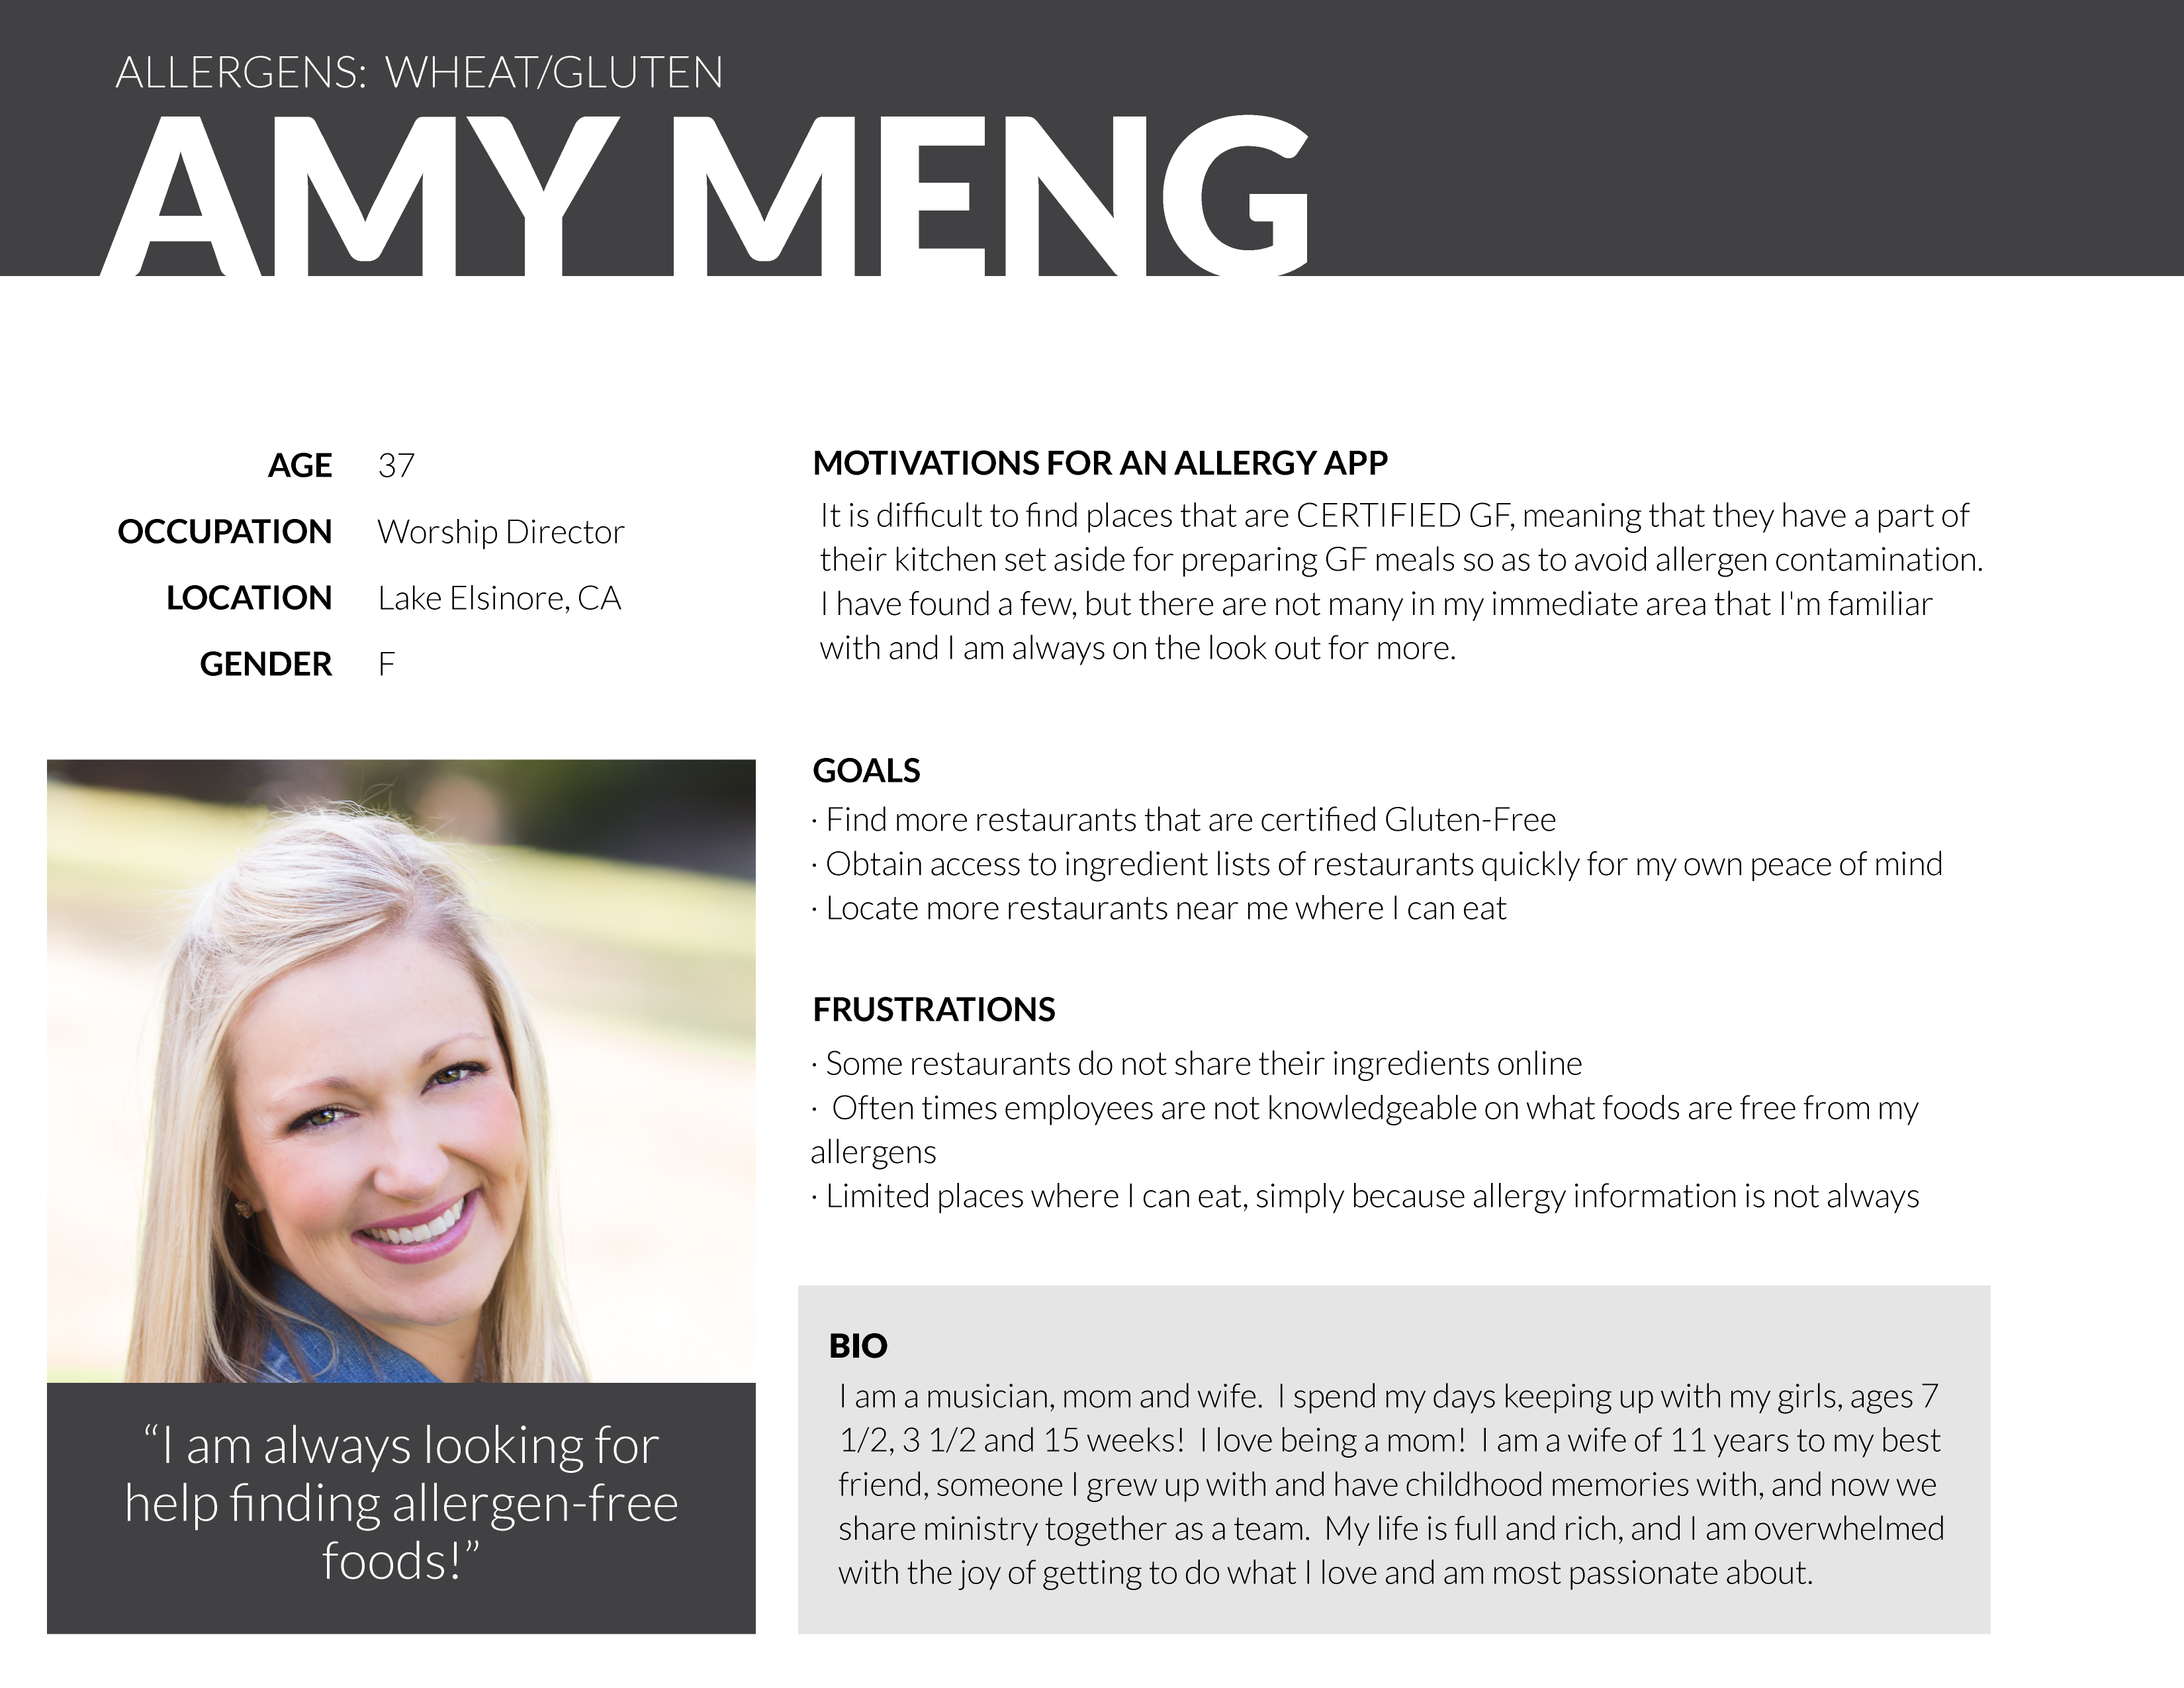 ALLERGENS: WHEAT/GLUTEN
AMY MENG
AGE 37
OCCUPATION Worship Director
LOCATION Lake Elsinore, CA
GENDER F
“I am always looking for
help finding allergen-free
foods!”
MOTIVATIONS FOR AN ALLERGY APP
It is difficult to find places that are CERTIFIED GF, meaning that they have a part of
their kitchen set aside for preparing GF meals so as to avoid allergen contamination.
I have found a few, but there are not many in my immediate area that I'm familiar
with and I am always on the look out for more.
GOALS
· Find more restaurants that are certified Gluten-Free
· Obtain access to ingredient lists of restaurants quickly for my own peace of mind
· Locate more restaurants near me where I can eat
FRUSTRATIONS
· Some restaurants do not share their ingredients online
· Often times employees are not knowledgeable on what foods are free from my
allergens
· Limited places where I can eat, simply because allergy information is not always
BIO
I am a musician, mom and wife. I spend my days keeping up with my girls, ages 7
1/2, 3 1/2 and 15 weeks! I love being a mom! I am a wife of 11 years to my best
friend, someone I grew up with and have childhood memories with, and now we
share ministry together as a team. My life is full and rich, and I am overwhelmed
with the joy of getting to do what I love and am most passionate about.